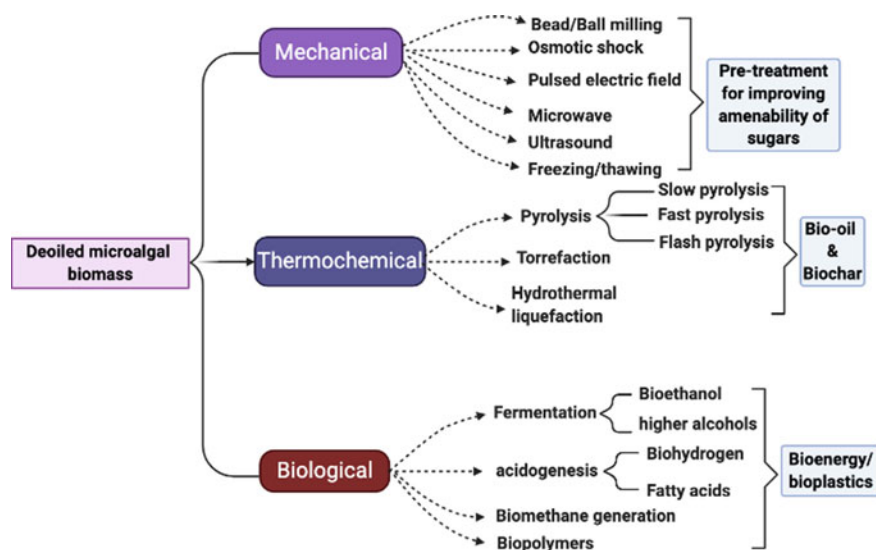 Mechanical
Bead/Ball milling
Osmotic shock
Pulsed electric field
Microwave
Ultrasound
Freezing/thawing
Pre-treatment
for improving
amenability of
sugars
Deoiled microalgal
biomass
Thermochemical
Pyrolysis
Slow pyrolysis
Fast pyrolysis
Flash pyrolysis
Torrefaction
Hydrothermal
liquefaction
Bio-oil
&
Biochar
Biological
Fermentation
Bioethanol
higher alcohols
acidogenesis
Biohydrogen
Fatty acids
Biomethane generation
Biopolymers
Bioenergy/
bioplastics